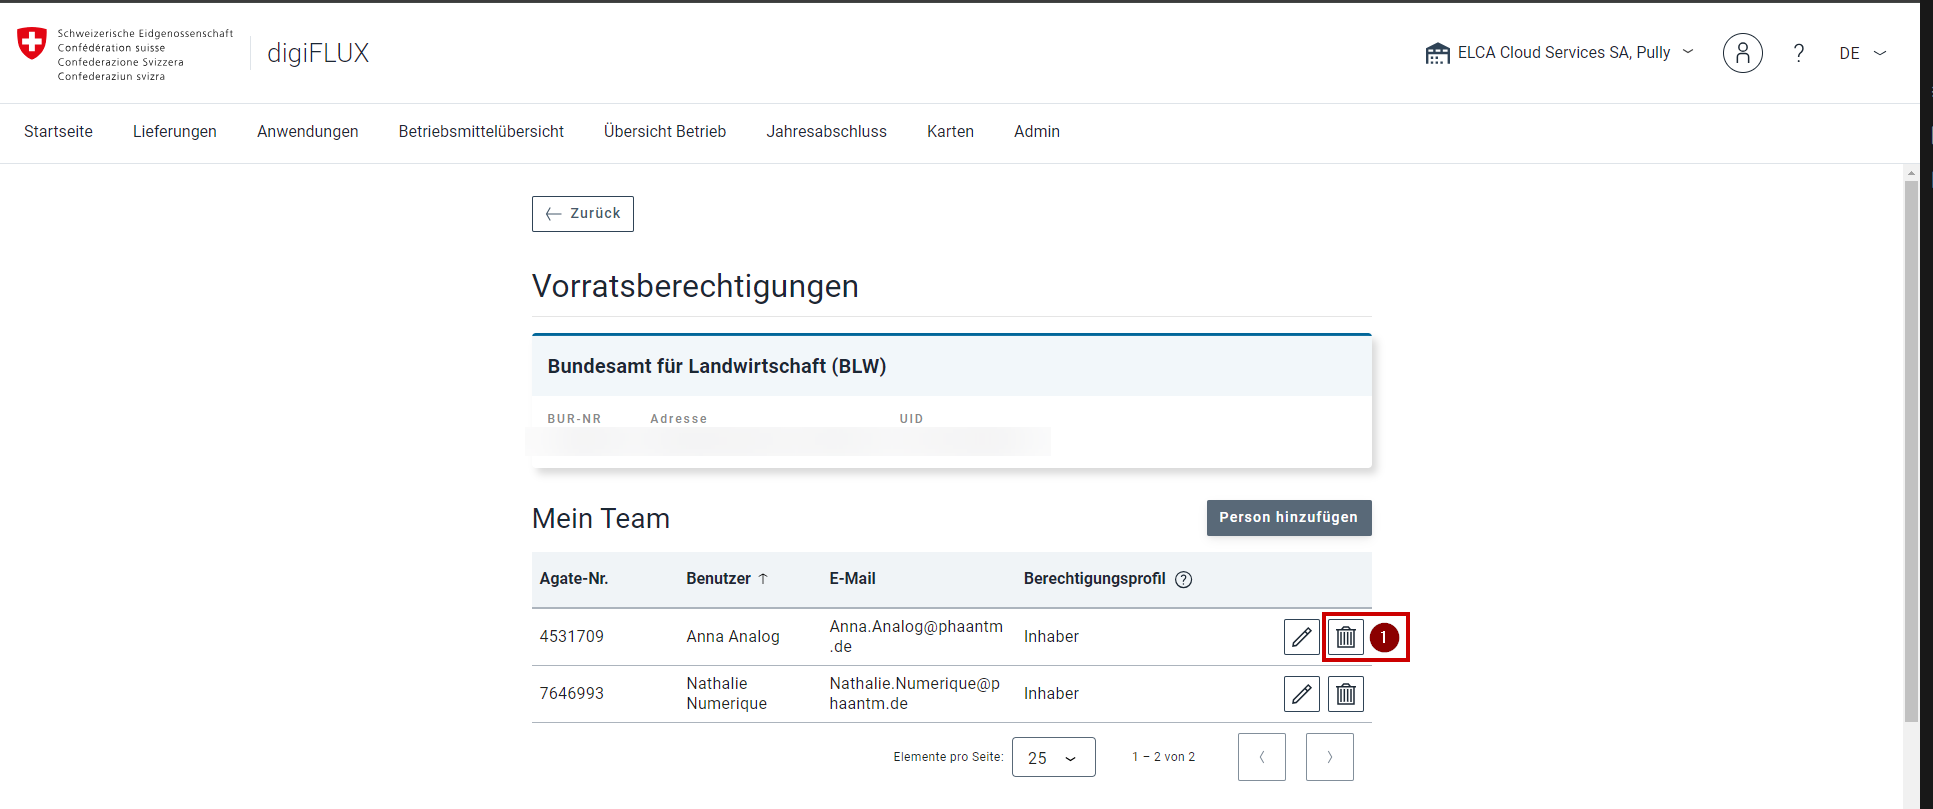 Schweizerische Eidgenossenschaft
Confédération suisse
Confederazione Svizzera
Confederaziun svizra
digiFLUX
ELCA Cloud Services SA, Pully
?
DE
Startseite Lieferungen Anwendungen Betriebsmittelübersicht Übersicht Betrieb Jahresabschluss Karten Admin
← Zurück
Vorratsberechtigungen
Bundesamt für Landwirtschaft (BLW)
BUR-NR Adresse UID
Mein Team
Person hinzufügen
Agate-Nr. Benutzer ↑ E-Mail Berechtigungsprofil ?
4531709 Anna Analog Anna.Analog@phaantm
.de Inhaber
1
7646993 Nathalie
Numerique Nathalie.Numerique@p
haantm.de Inhaber
Elemente pro Seite: 25 1 – 2 von 2